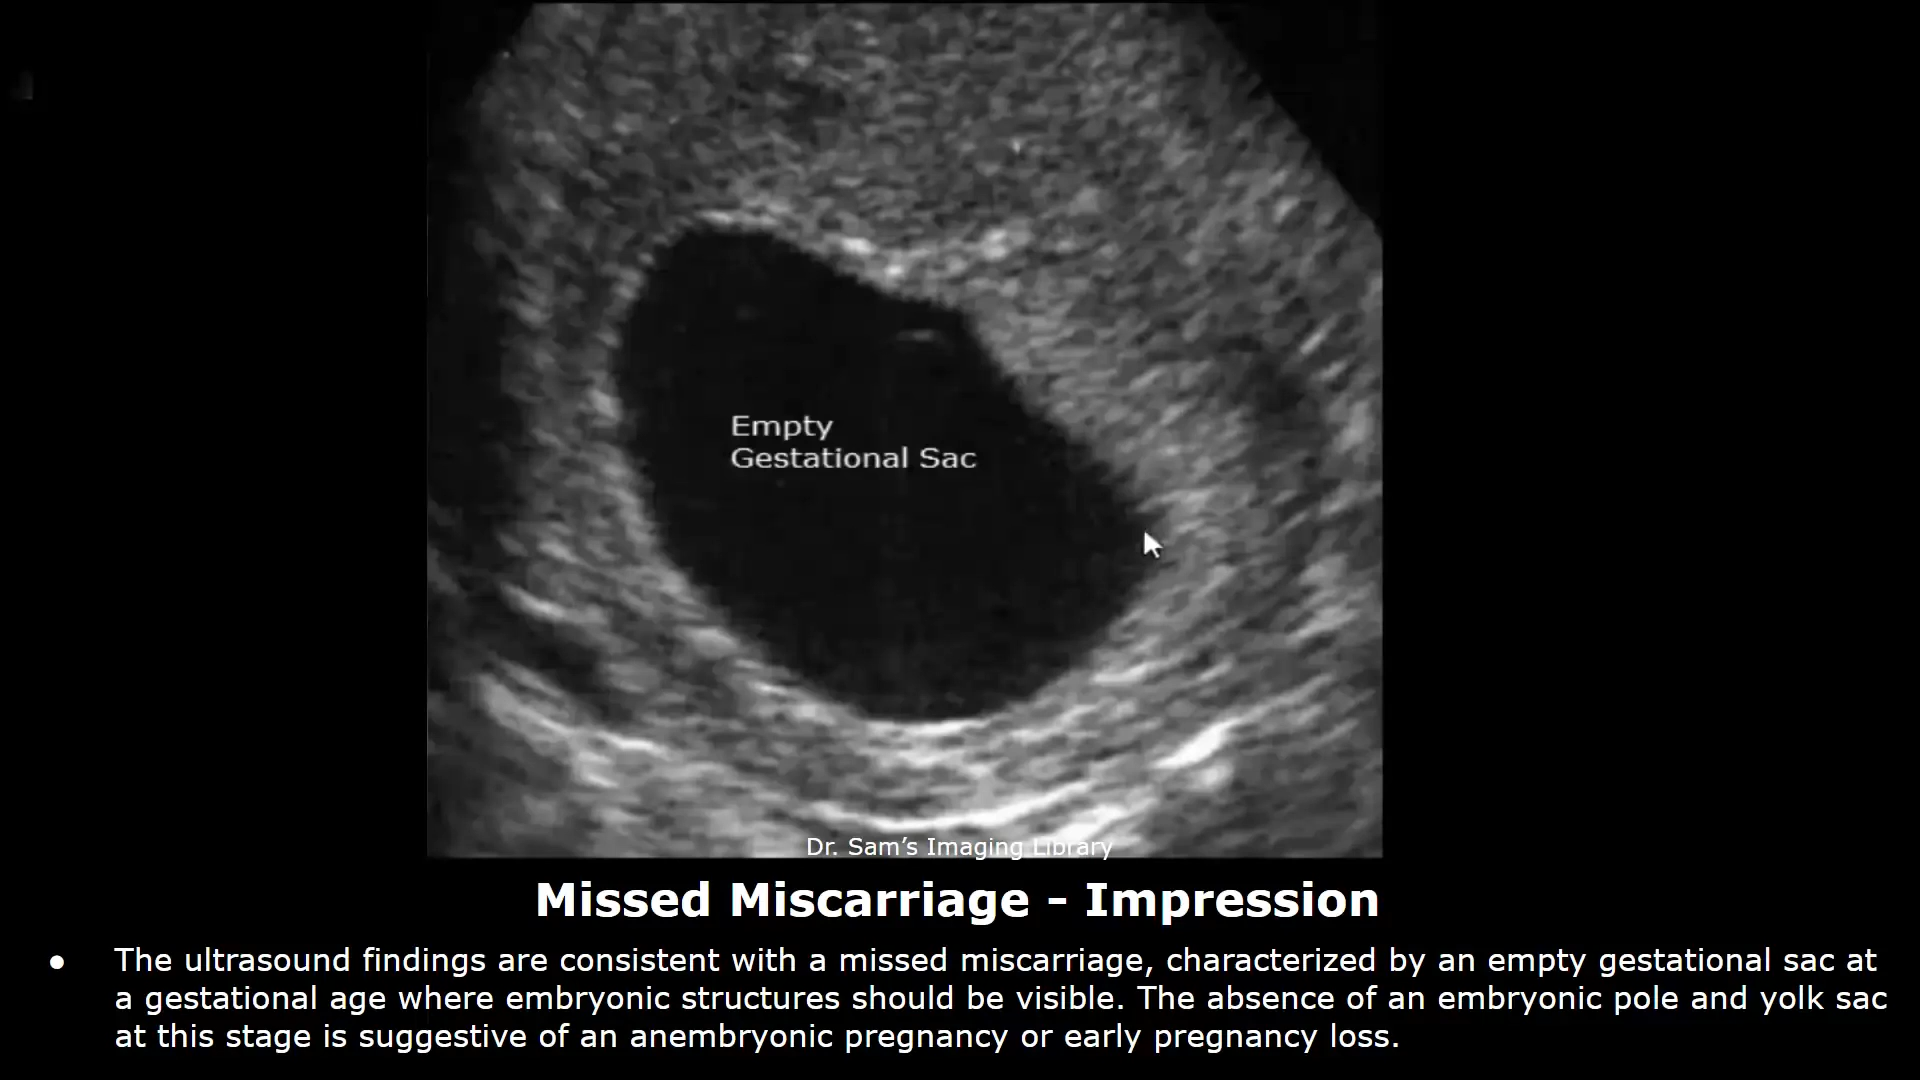 Empty
Gestational Sac
Dr. Sam’s Imaging Library
Missed Miscarriage – Impression
● The ultrasound findings are consistent with a missed miscarriage, characterized by an empty gestational sac at
a gestational age where embryonic structures should be visible. The absence of an embryonic pole and yolk sac
at this stage is suggestive of an anembryonic pregnancy or early pregnancy loss.